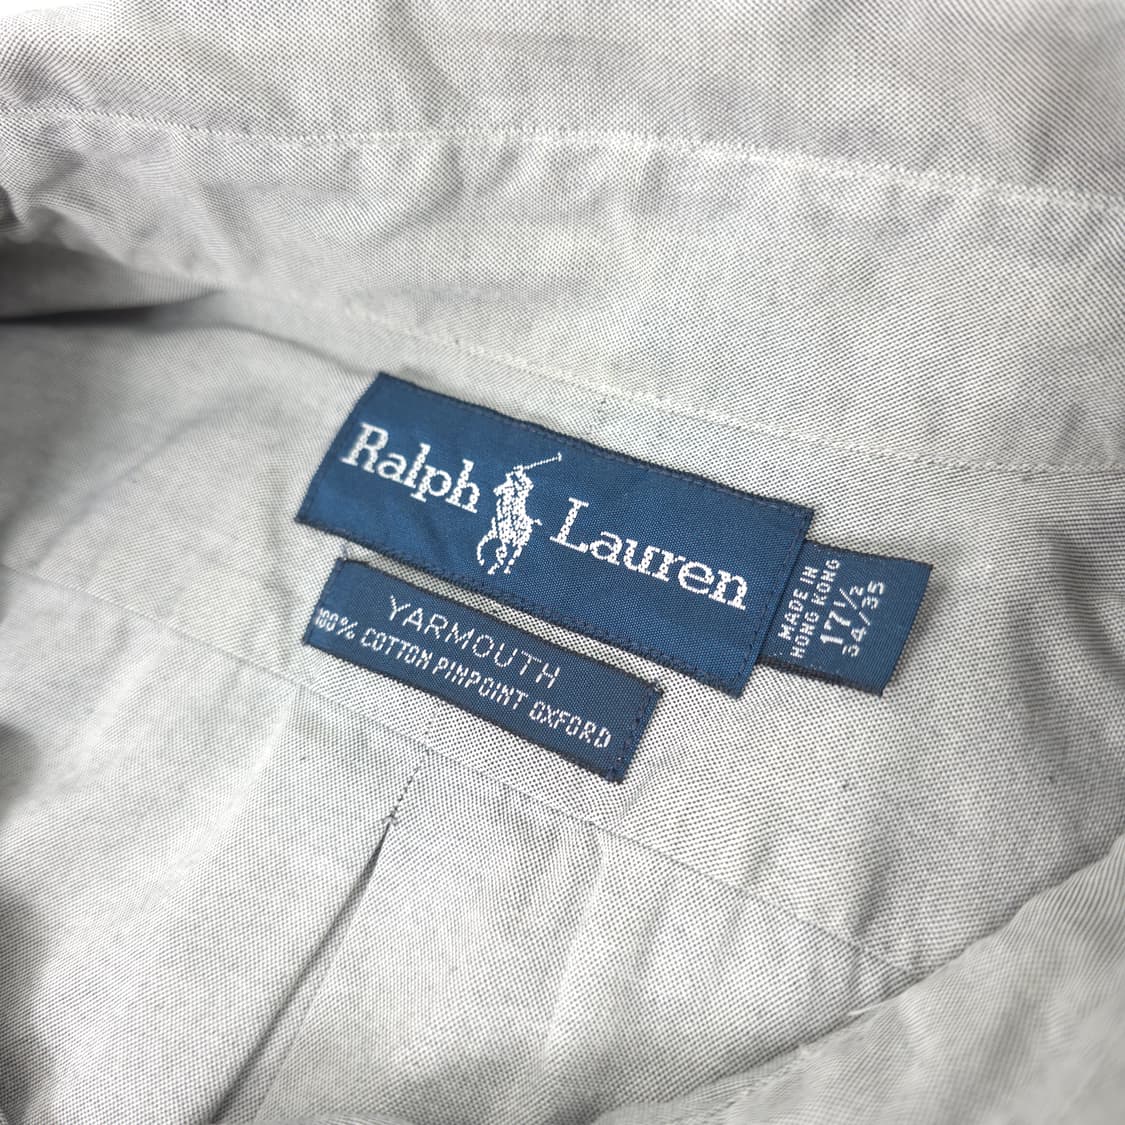 Ralph Lauren
YARMOUTH
100% COTTON PINPOINT OXFORD
MADE IN
HONG KONG
17½
34/35